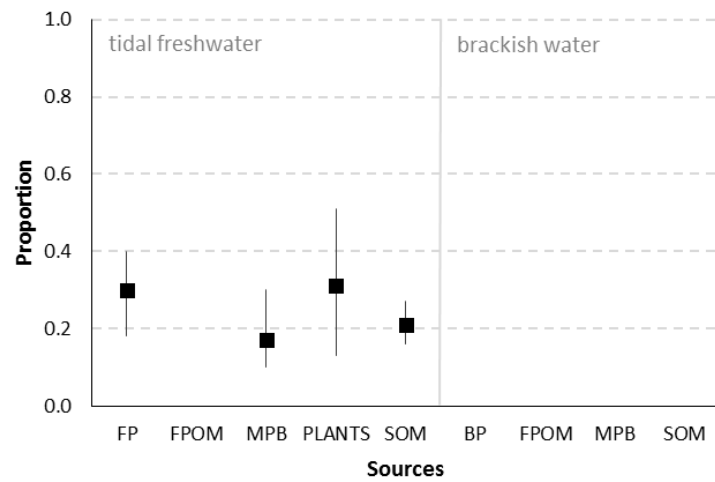 tidal freshwater brackish water
1.0
0.8
0.6
0.4
0.2
0.0
Proportion
FP FPOM MPB PLANTS SOM BP FPOM MPB SOM
Sources